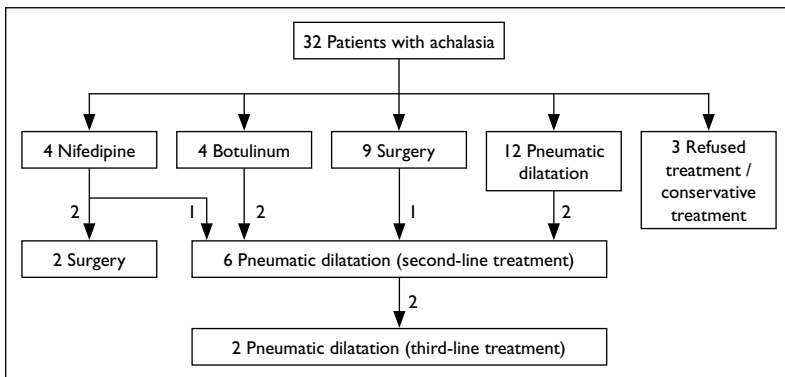 32 Patients with achalasia
4 Nifedipine
4 Botulinum
9 Surgery
12 Pneumatic
dilatation
3 Refused
treatment /
conservative
treatment
2
1
2
1
2
2 Surgery
6 Pneumatic dilatation (second-line treatment)
2
2 Pneumatic dilatation (third-line treatment)